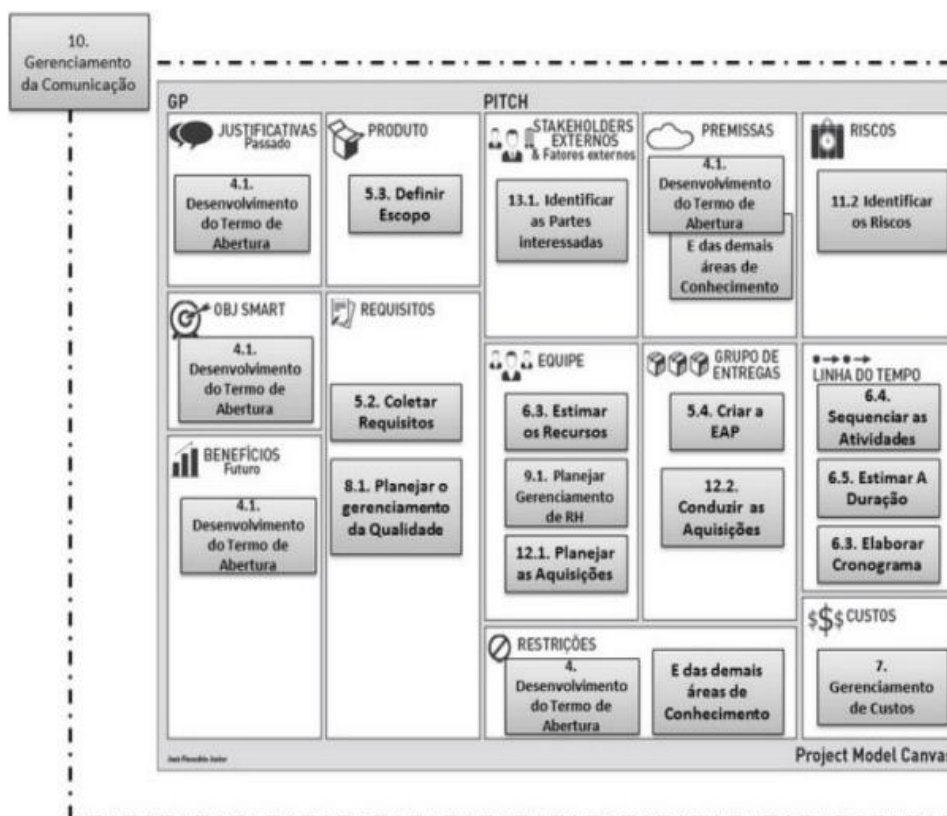 10.
Gerenciamento
da Comunicação
GP
PITCH
JUSTIFICATIVAS
Passado
4.1.
Desenvolvimento
do Termo de
Abertura
PRODUTO
5.3. Definir
Escopo
STAKEHOLDERS
EXTERNOS
& Fatores externos
13.1. Identificar
as Partes
interessadas
PREMISSAS
4.1.
Desenvolvimento
do Termo de
Abertura
E das demais
áreas de
Conhecimento
RISCOS
11.2 Identificar
os Riscos
OBJ SMART
4.1.
Desenvolvimento
do Termo de
Abertura
REQUISITOS
5.2. Coletar
Requisitos
8.1. Planejar o
gerenciamento
da Qualidade
EQUIPE
6.3. Estimar
os Recursos
9.1. Planejar
Gerenciamento
de RH
12.1. Planejar
as Aquisições
GRUPO DE
ENTREGAS
5.4. Criar a
EAP
12.2.
Conduzir as
Aquisições
LINHA DO TEMPO
6.4.
Sequenciar as
Atividades
6.5. Estimar A
Duração
6.3. Elaborar
Cronograma
BENEFÍCIOS
Futuro
4.1.
Desenvolvimento
do Termo de
Abertura
RESTRIÇÕES
4.
Desenvolvimento
do Termo de
Abertura
E das demais
áreas de
Conhecimento
$$$ CUSTOS
7.
Gerenciamento
de Custos
Project Model Canvas